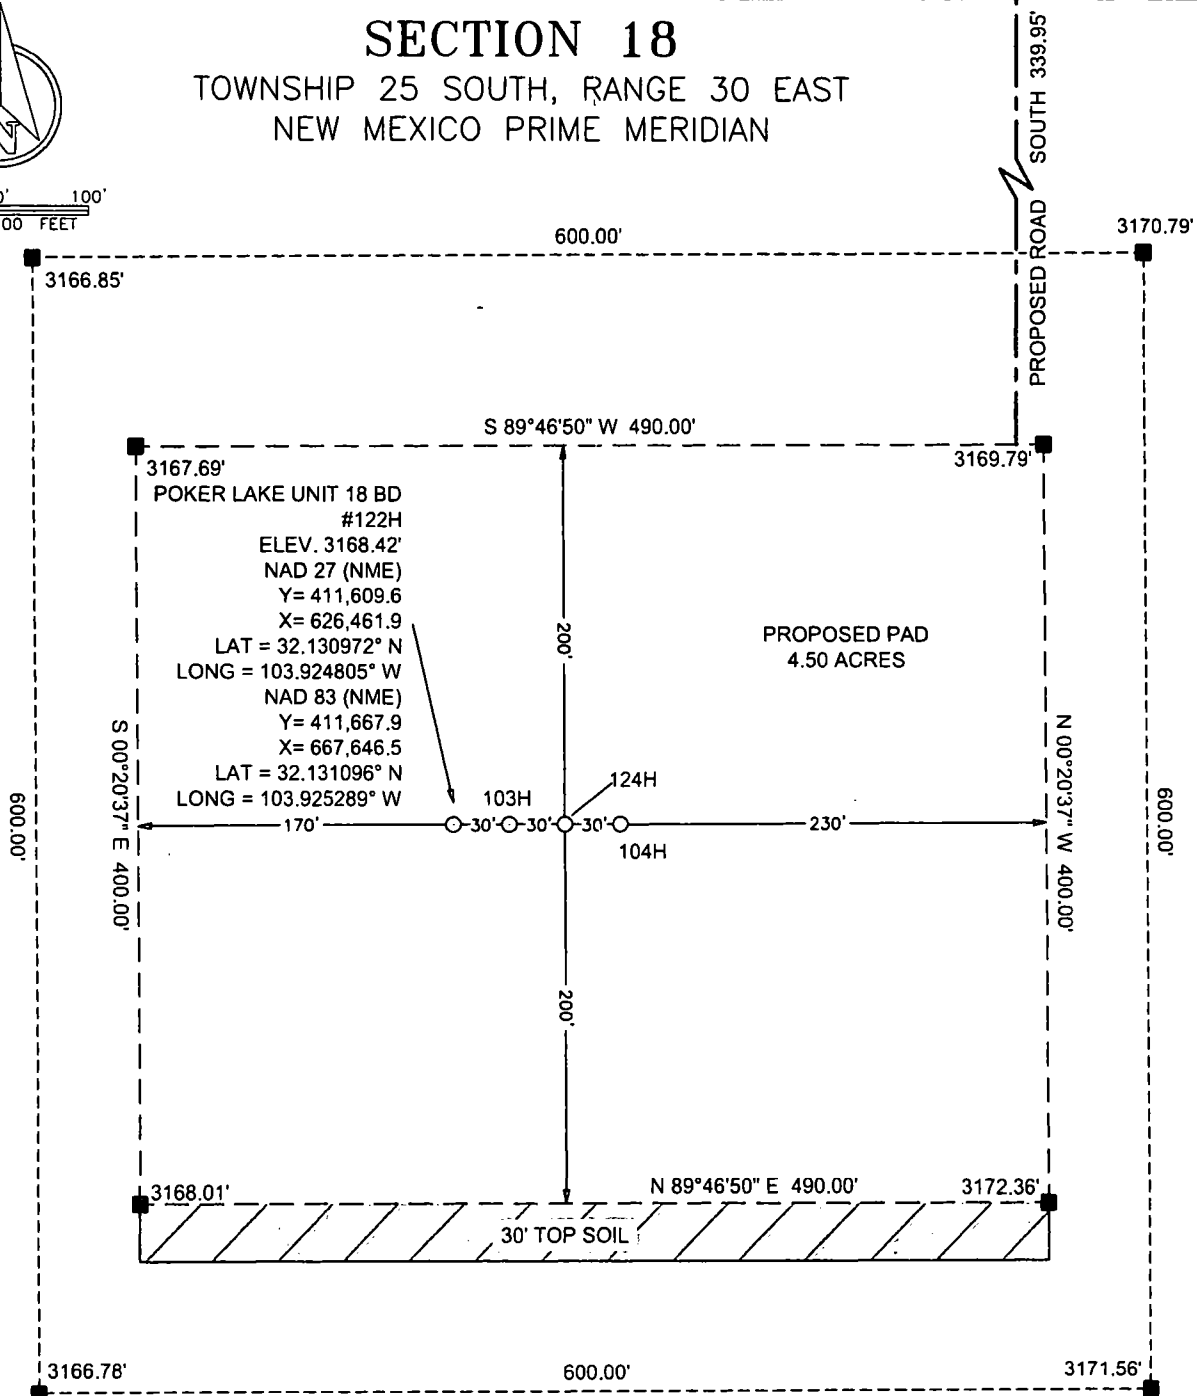 SECTION 18
TOWNSHIP 25 SOUTH, RANGE 30 EAST
NEW MEXICO PRIME MERIDIAN
N
100'
FEET
SOUTH 339.95'
PROPOSED ROAD
600.00'
3170.79'
3166.85'
S 89°46'50" W 490.00'
3167.69'
3169.79'
POKER LAKE UNIT 18 BD
#122H
ELEV. 3168.42'
NAD 27 (NME)
Y= 411,609.6
X= 626,461.9
LAT = 32.130972° N
LONG = 103.924805° W
NAD 83 (NME)
Y= 411,667.9
X= 667,646.5
LAT = 32.131096° N
LONG = 103.925289° W
200'
PROPOSED PAD
4.50 ACRES
S 00°20'37" E 400.00'
N 00°20'37" W 400.00'
600.00'
600.00'
103H
124H
170'
30'
30'
30'
230'
104H
200'
3168.01'
N 89°46'50" E 490.00'
3172.36'
30' TOP SOIL
3166.78'
600.00'
3171.56'